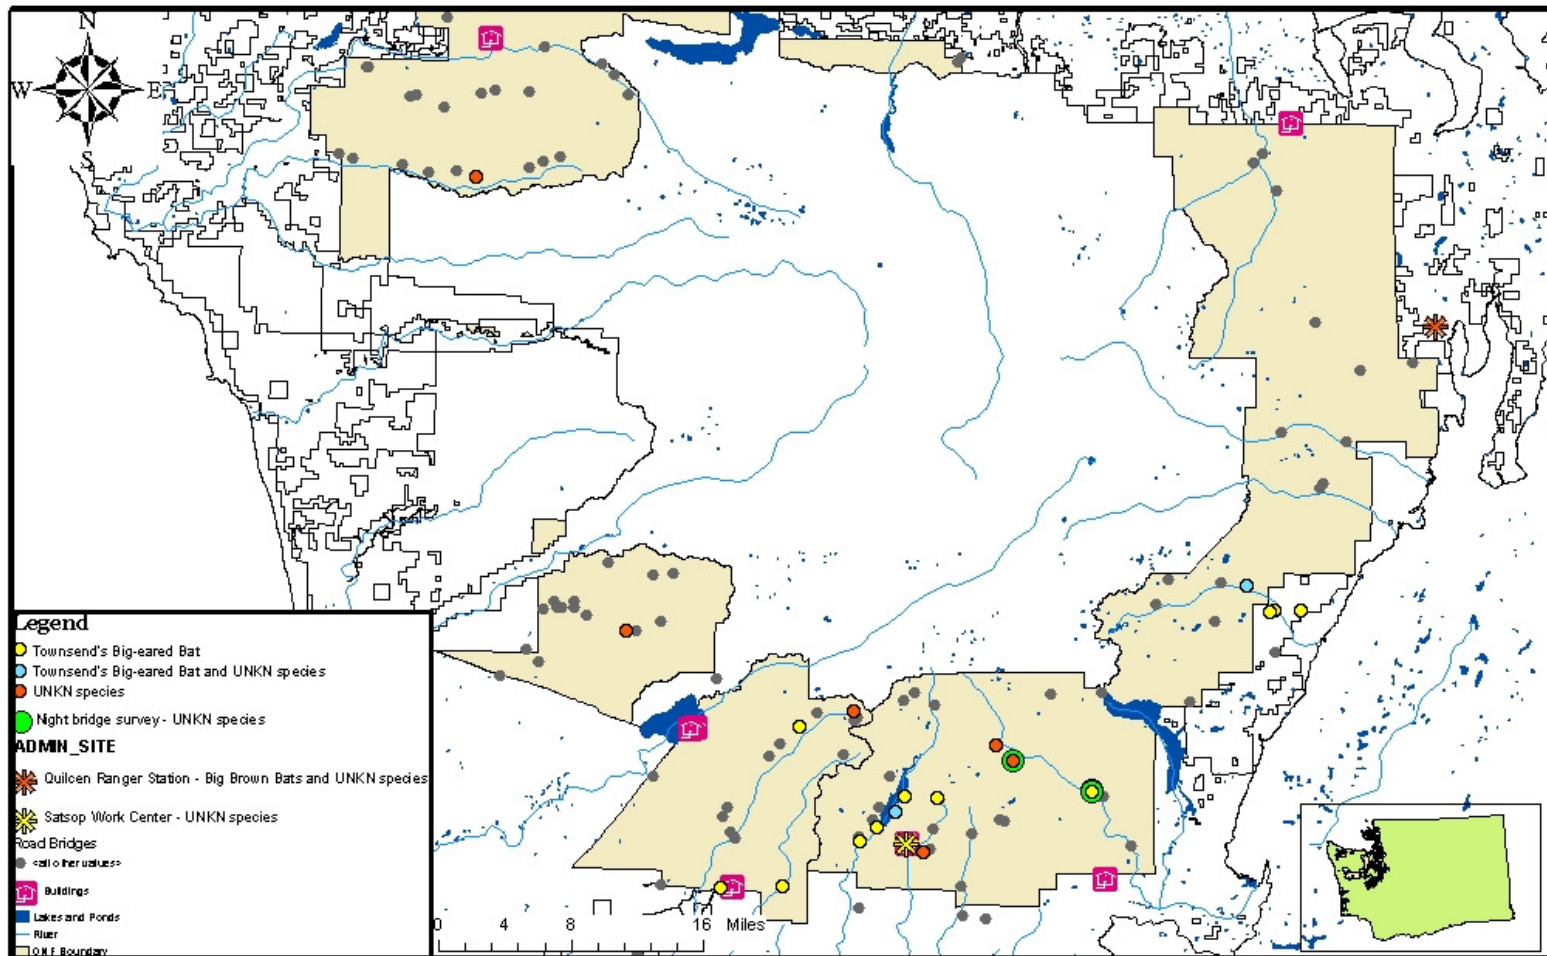 N
W E
S
Legend
Townsend's Big-eared Bat
Townsend's Big-eared Bat and UNKN species
UNKN species
Night bridge survey - UNKN species
ADMIN_SITE
Quilcen Ranger Station - Big Brown Bats and UNKN species
Satsop Work Center - UNKN species
Road Bridges
<all other values>
Buildings
Lakes and Ponds
River
ONF Boundary
0 4 8 16 Miles